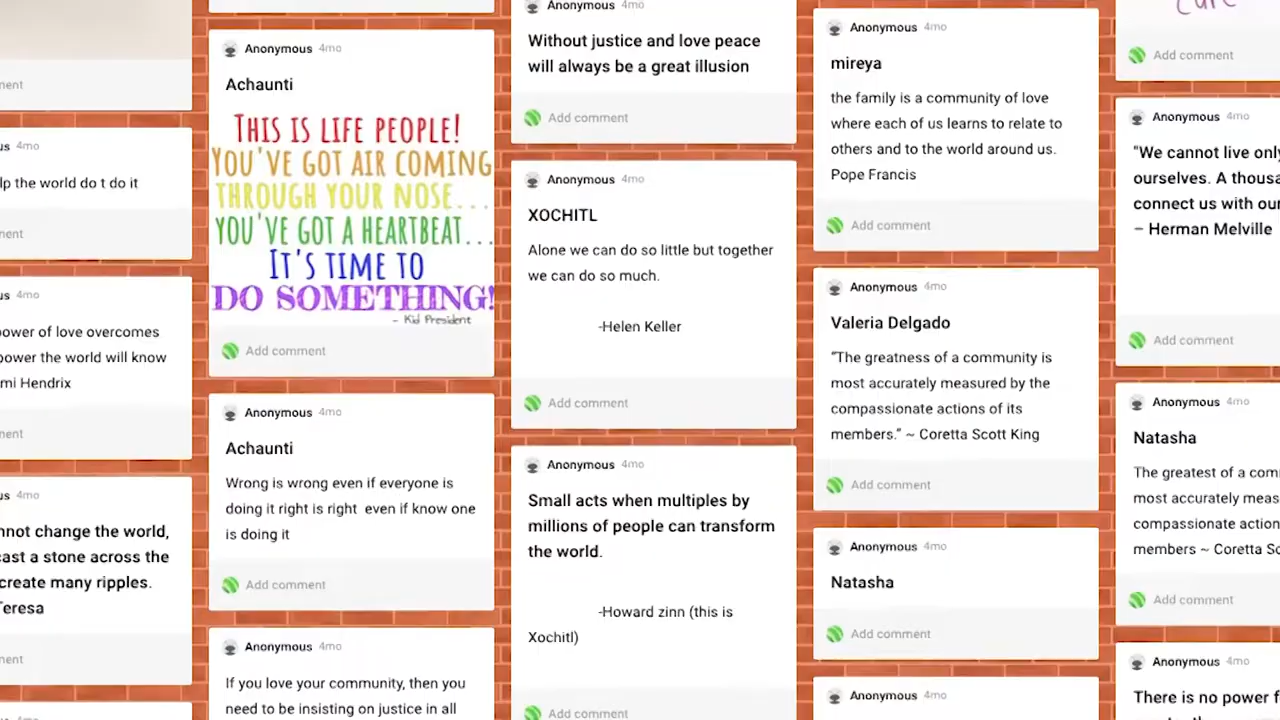 ment
us 4mo
lp the world do t do it
ment
us 4mo
power of love overcomes
power the world will know
mi Hendrix
ment
us 4mo
nnot change the world,
cast a stone across the
create many ripples.
Teresa
ment
us 4mo
Anonymous 4mo
Achaunti
THIS IS LIFE PEOPLE!
YOU'VE GOT AIR COMING
THROUGH YOUR NOSE...
YOU'VE GOT A HEARTBEAT...
IT'S TIME TO
DO SOMETHING!
- Kid President
Add comment
Anonymous 4mo
Achaunti
Wrong is wrong even if everyone is
doing it right is right even if know one
is doing it
Add comment
Anonymous 4mo
If you love your community, then you
need to be insisting on justice in all
Anonymous 4mo
Without justice and love peace
will always be a great illusion
Add comment
Anonymous 4mo
XOCHITL
Alone we can do so little but together
we can do so much.
-Helen Keller
Add comment
Anonymous 4mo
Small acts when multiples by
millions of people can transform
the world.
-Howard zinn (this is
Xochitl)
Add comment
Anonymous 4mo
mireya
the family is a community of love
where each of us learns to relate to
others and to the world around us.
Pope Francis
Add comment
Anonymous 4mo
Valeria Delgado
"The greatness of a community is
most accurately measured by the
compassionate actions of its
members." ~ Coretta Scott King
Add comment
Anonymous 4mo
Natasha
Add comment
Anonymous 4mo
Add comment
Anonymous 4mo
"We cannot live only
ourselves. A thousa
connect us with our
– Herman Melville
Add comment
Anonymous 4mo
Natasha
The greatest of a com
most accurately meas
compassionate action
members ~ Coretta Sc
Add comment
Anonymous 4mo
There is no power f